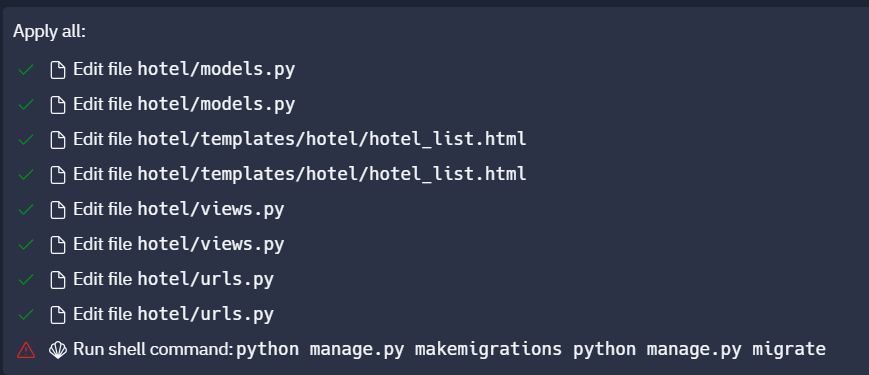 Apply all:
Edit file hotel/models.py
Edit file hotel/models.py
Edit file hotel/templates/hotel/hotel_list.html
Edit file hotel/templates/hotel/hotel_list.html
Edit file hotel/views.py
Edit file hotel/views.py
Edit file hotel/urls.py
Edit file hotel/urls.py
Run shell command: python manage.py makemigrations python manage.py migrate